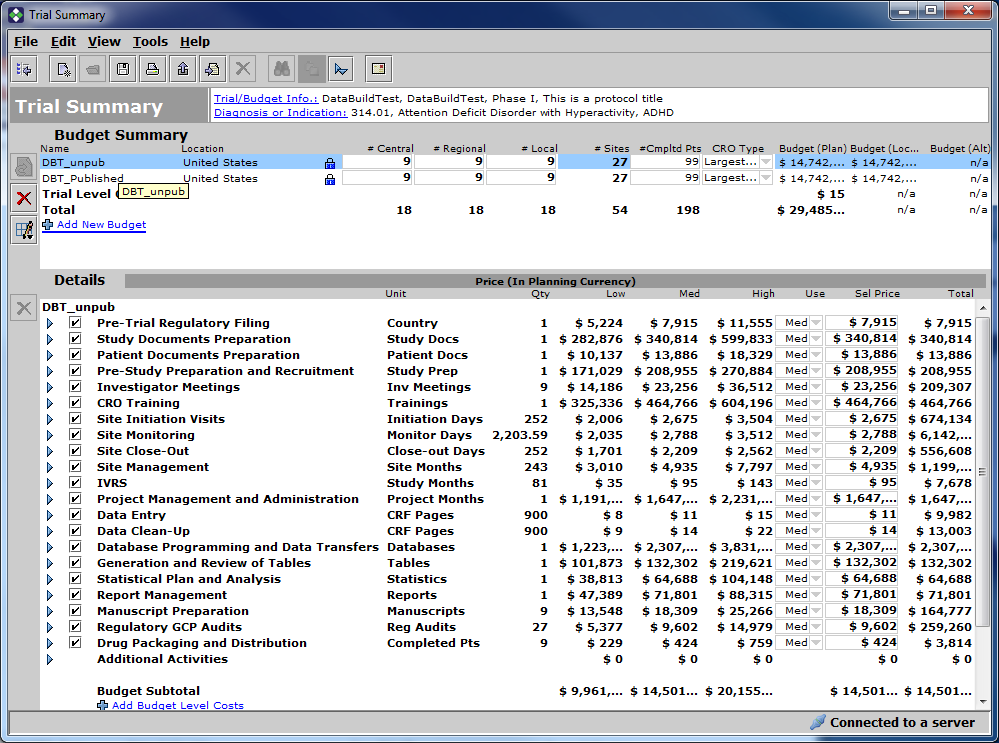 Trial Summary
File Edit View Tools Help
Trial Summary
Trial/Budget Info.: DataBuildTest, DataBuildTest, Phase I, This is a protocol title
Diagnosis or Indication: 314.01, Attention Deficit Disorder with Hyperactivity, ADHD
Budget Summary
Name Location # Central # Regional # Local # Sites #Cmpltd Pts CRO Type Budget (Plan) Budget (Loc... Budget (Alt)
DBT_unpub United States 9 9 9 27 99 Largest... $ 14,742,... $ 14,742,... n/a
DBT_Published United States 9 9 9 27 99 Largest... $ 14,742,... $ 14,742,... n/a
Trial Level DBT_unpub $ 15 n/a n/a
Total 18 18 18 54 198 $ 29,485... n/a n/a
Add New Budget
Details Price (In Planning Currency)
Unit Qty Low Med High Use Sel Price Total
DBT_unpub
Pre-Trial Regulatory Filing Country 1 $ 5,224 $ 7,915 $ 11,555 Med $ 7,915 $ 7,915
Study Documents Preparation Study Docs 1 $ 282,876 $ 340,814 $ 599,833 Med $ 340,814 $ 340,814
Patient Documents Preparation Patient Docs 1 $ 10,137 $ 13,886 $ 18,329 Med $ 13,886 $ 13,886
Pre-Study Preparation and Recruitment Study Prep 1 $ 171,029 $ 208,955 $ 270,884 Med $ 208,955 $ 208,955
Investigator Meetings Inv Meetings 9 $ 14,186 $ 23,256 $ 36,512 Med $ 23,256 $ 209,307
CRO Training Trainings 1 $ 325,336 $ 464,766 $ 604,196 Med $ 464,766 $ 464,766
Site Initiation Visits Initiation Days 252 $ 2,006 $ 2,675 $ 3,504 Med $ 2,675 $ 674,134
Site Monitoring Monitor Days 2,203.59 $ 2,035 $ 2,788 $ 3,512 Med $ 2,788 $ 6,142,...
Site Close-Out Close-out Days 252 $ 1,701 $ 2,209 $ 2,562 Med $ 2,209 $ 556,608
Site Management Site Months 243 $ 3,010 $ 4,935 $ 7,797 Med $ 4,935 $ 1,199,...
IVRS Study Months 81 $ 35 $ 95 $ 143 Med $ 95 $ 7,678
Project Management and Administration Project Months 1 $ 1,191,... $ 1,647,... $ 2,231,... Med $ 1,647,... $ 1,647,...
Data Entry CRF Pages 900 $ 8 $ 11 $ 15 Med $ 11 $ 9,982
Data Clean-Up CRF Pages 900 $ 9 $ 14 $ 22 Med $ 14 $ 13,003
Database Programming and Data Transfers Databases 1 $ 1,223,... $ 2,307,... $ 3,831,... Med $ 2,307,... $ 2,307,...
Generation and Review of Tables Tables 1 $ 101,873 $ 132,302 $ 219,621 Med $ 132,302 $ 132,302
Statistical Plan and Analysis Statistics 1 $ 38,813 $ 64,688 $ 104,148 Med $ 64,688 $ 64,688
Report Management Reports 1 $ 47,389 $ 71,801 $ 88,315 Med $ 71,801 $ 71,801
Manuscript Preparation Manuscripts 9 $ 13,548 $ 18,309 $ 25,266 Med $ 18,309 $ 164,777
Regulatory GCP Audits Reg Audits 27 $ 5,377 $ 9,602 $ 14,979 Med $ 9,602 $ 259,260
Drug Packaging and Distribution Completed Pts 9 $ 229 $ 424 $ 759 Med $ 424 $ 3,814
Additional Activities $ 0 $ 0 $ 0 $ 0 $ 0
Budget Subtotal $ 9,961,... $ 14,501... $ 20,155... $ 14,501... $ 14,501...
Add Budget Level Costs
Connected to a server